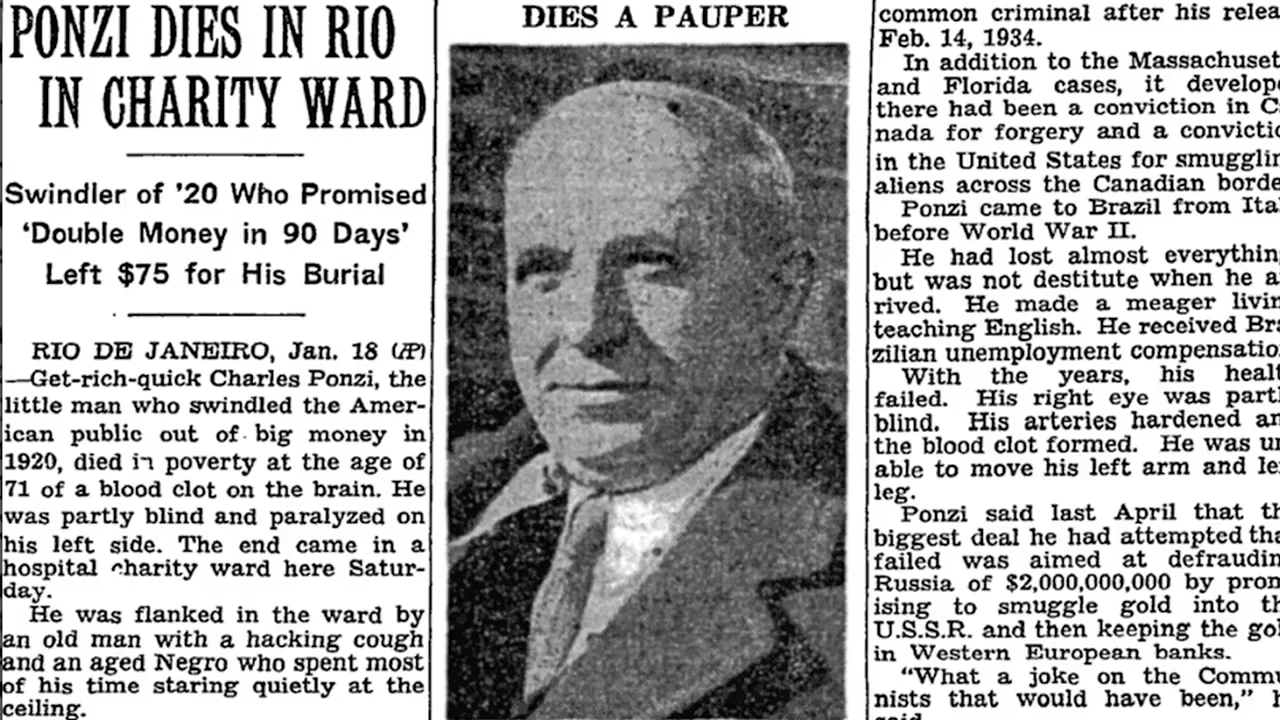 PONZI DIES IN RIO
IN CHARITY WARD
Swindler of '20 Who Promised
'Double Money in 90 Days'
Left $75 for His Burial
RIO DE JANEIRO, Jan. 18 (AP)
—Get-rich-quick Charles Ponzi, the
little man who swindled the Amer-
ican public out of big money in
1920, died in poverty at the age of
71 of a blood clot on the brain. He
was partly blind and paralyzed on
his left side. The end came in a
hospital charity ward here Satur-
day.
He was flanked in the ward by
an old man with a hacking cough
and an aged Negro who spent most
of his time staring quietly at the
ceiling.
DIES A PAUPER
common criminal after his relea
Feb. 14, 1934.
In addition to the Massachuset
and Florida cases, it develope
there had been a conviction in C
nada for forgery and a convictio
in the United States for smugglin
aliens across the Canadian borde
Ponzi came to Brazil from Ita
before World War II.
He had lost almost everything
but was not destitute when he a
rived. He made a meager livin
teaching English. He received Bra
zilian unemployment compensatio
With the years, his healt
failed. His right eye was partl
blind. His arteries hardened an
the blood clot formed. He was un
able to move his left arm and le
leg.
Ponzi said last April that th
biggest deal he had attempted tha
failed was aimed at defraudin
Russia of $2,000,000,000 by prom
ising to smuggle gold into th
U.S.S.R. and then keeping the gol
in Western European banks.
"What a joke on the Commu
nists that would have been," h
said.